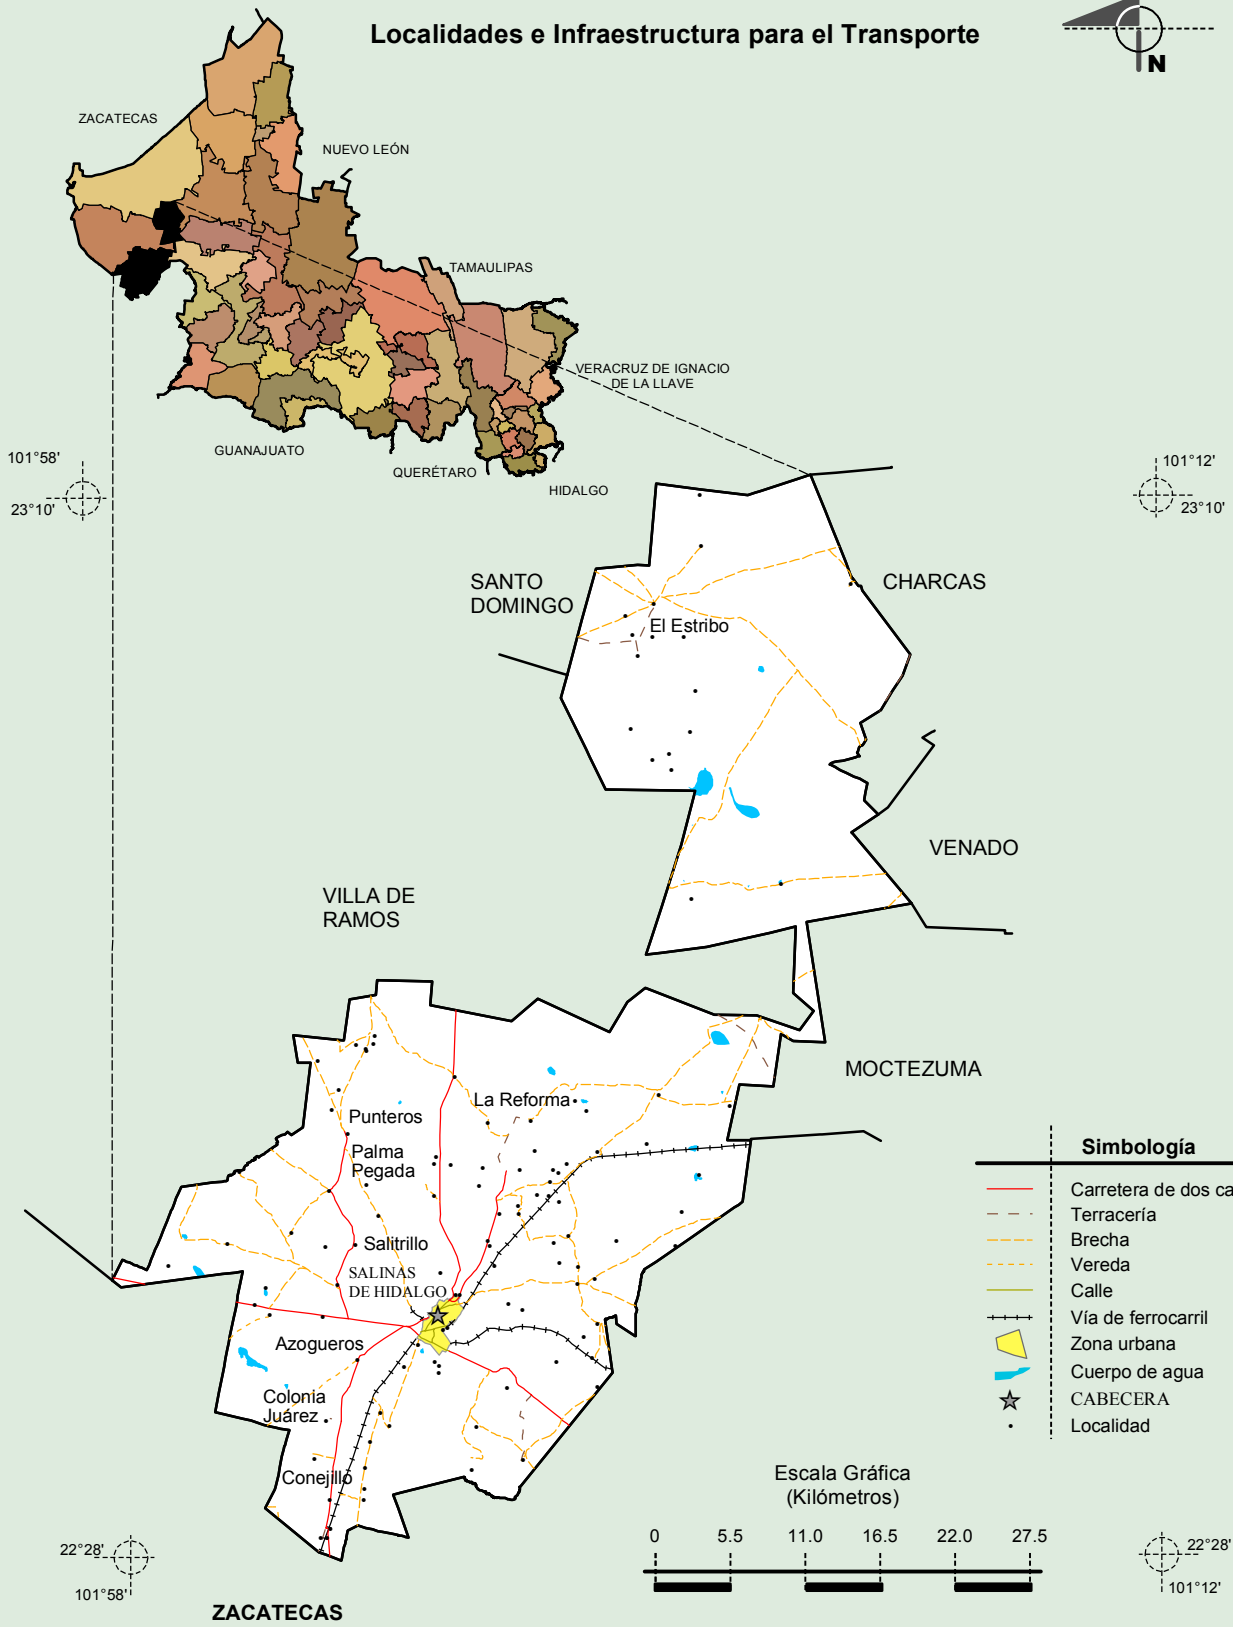 Localidades e Infraestructura para el Transporte
N
ZACATECAS
NUEVO LEÓN
TAMAULIPAS
VERACRUZ DE IGNACIO
DE LA LLAVE
GUANAJUATO
QUERÉTARO
HIDALGO
101°58'
23°10'
101°12'
23°10'
SANTO
DOMINGO
CHARCAS
El Estribo
VENADO
VILLA DE
RAMOS
MOCTEZUMA
La Reforma
Punteros
Palma
Pegada
Salitrillo
SALINAS
DE HIDALGO
Azogueros
Colonia
Juárez
Conejillo
Simbología
Carretera de dos ca
Terracería
Brecha
Vereda
Calle
Vía de ferrocarril
Zona urbana
Cuerpo de agua
CABECERA
Localidad
Escala Gráfica
(Kilómetros)
0 5.5 11.0 16.5 22.0 27.5
22°28'
101°58'
22°28'
101°12'
ZACATECAS